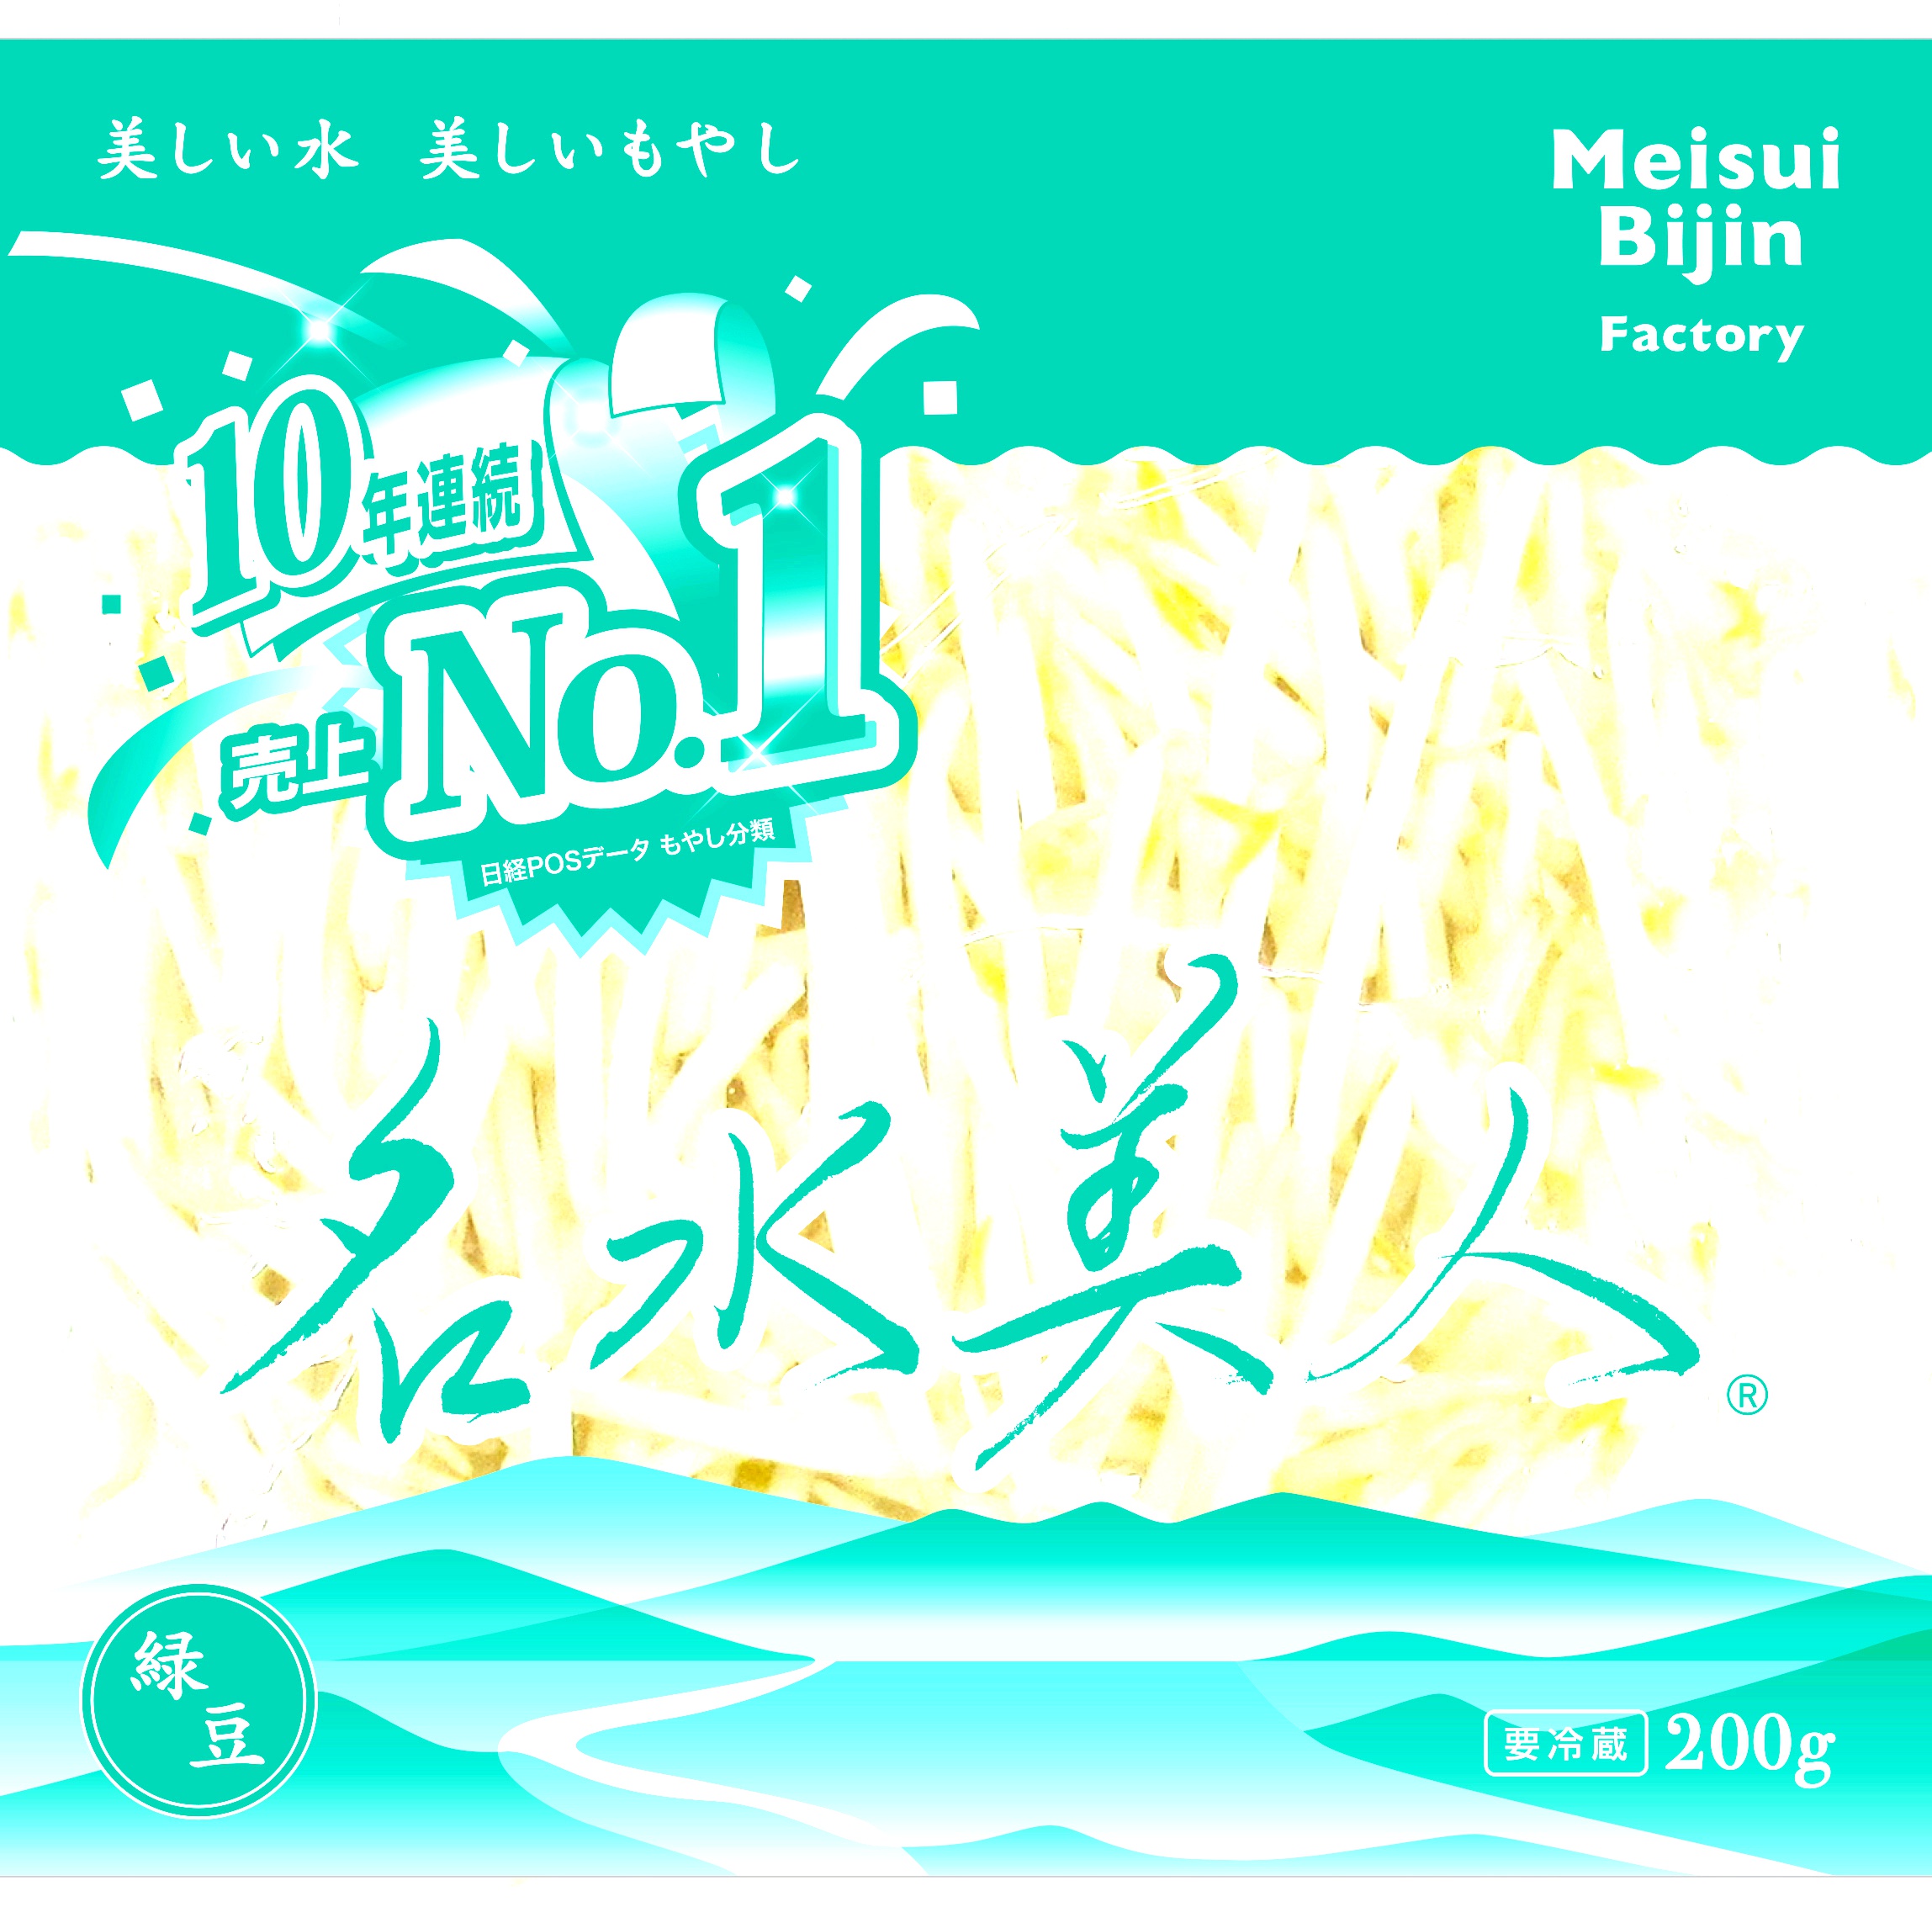 美しい水　美しいもやし
Meisui
Bijin
Factory
10年連続
売上No.1
日経POSデータ もやし分類
名水美人®
緑豆
要冷蔵 200g